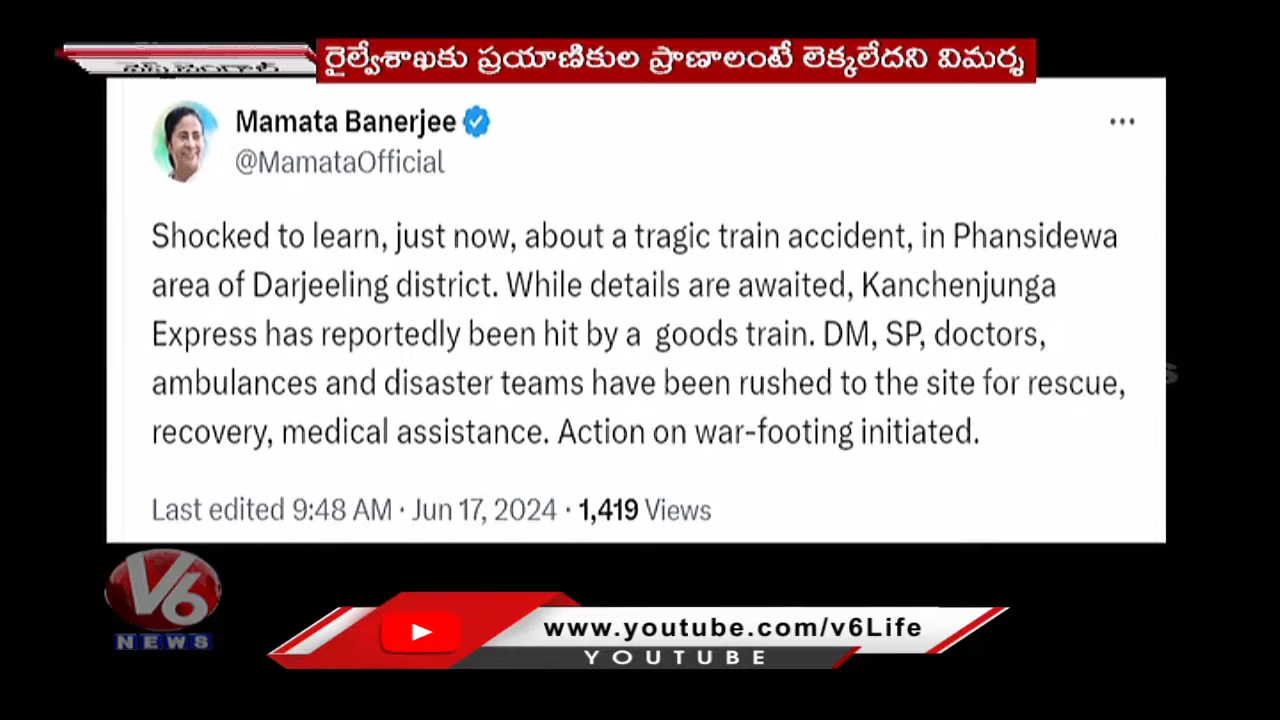 రైల్వేశాఖకు ప్రయాణికుల ప్రాణాలంటే లెక్కలేదని విమర్శ
Mamata Banerjee
@MamataOfficial
Shocked to learn, just now, about a tragic train accident, in Phansidewa
area of Darjeeling district. While details are awaited, Kanchenjunga
Express has reportedly been hit by a goods train. DM, SP, doctors,
ambulances and disaster teams have been rushed to the site for rescue,
recovery, medical assistance. Action on war-footing initiated.
Last edited 9:48 AM · Jun 17, 2024 · 1,419 Views
V6
NEWS
www.youtube.com/v6Life
YOUTUBE